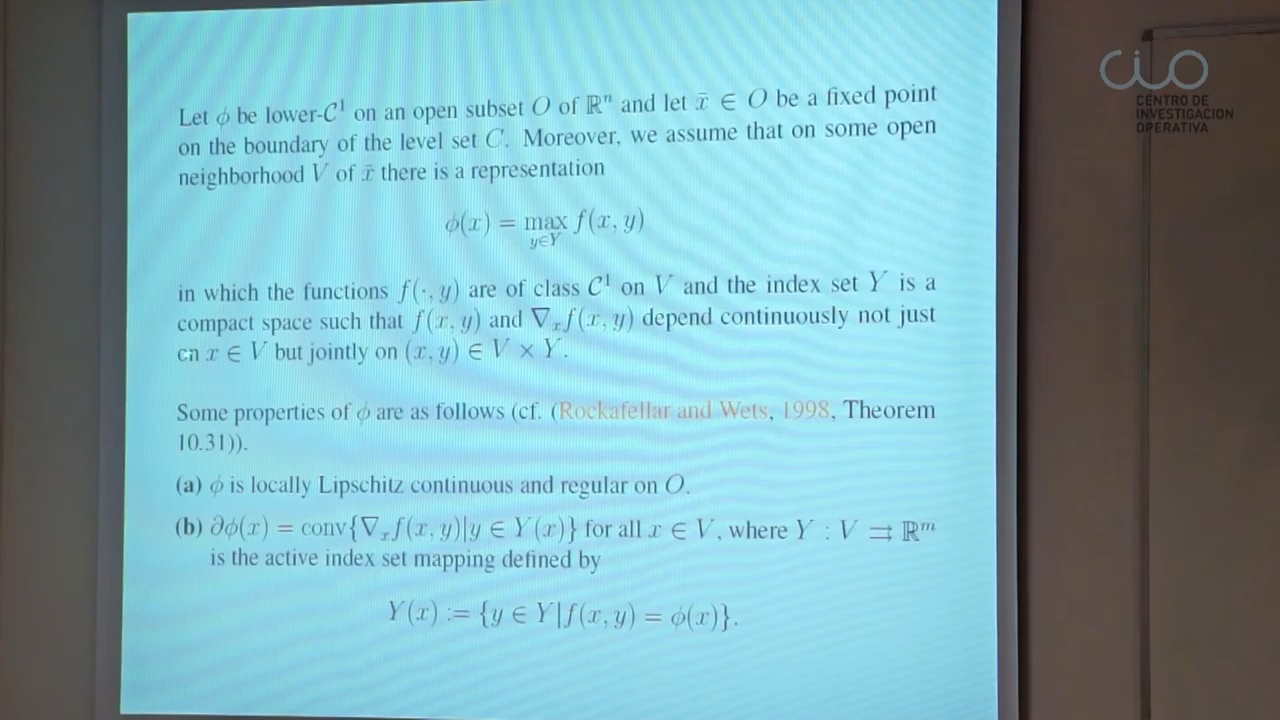 Let ϕ be lower-C¹ on an open subset O of ℝⁿ and let x̄ ∈ O be a fixed point
on the boundary of the level set C. Moreover, we assume that on some open
neighborhood V of x̄ there is a representation
ϕ(x) = max f(x, y)
y∈Y
in which the functions f(·, y) are of class C¹ on V and the index set Y is a
compact space such that f(x, y) and ∇ₓf(x, y) depend continuously not just
on x ∈ V but jointly on (x, y) ∈ V × Y.
Some properties of ϕ are as follows (cf. (Rockafellar and Wets, 1998, Theorem
10.31)).
(a) ϕ is locally Lipschitz continuous and regular on O.
(b) ∂ϕ(x) = conv{∇ₓf(x, y)|y ∈ Y(x)} for all x ∈ V, where Y : V ⇉ ℝᵐ
is the active index set mapping defined by
Y(x) := {y ∈ Y|f(x, y) = ϕ(x)}.
CIO
CENTRO DE
INVESTIGACION
OPERATIVA